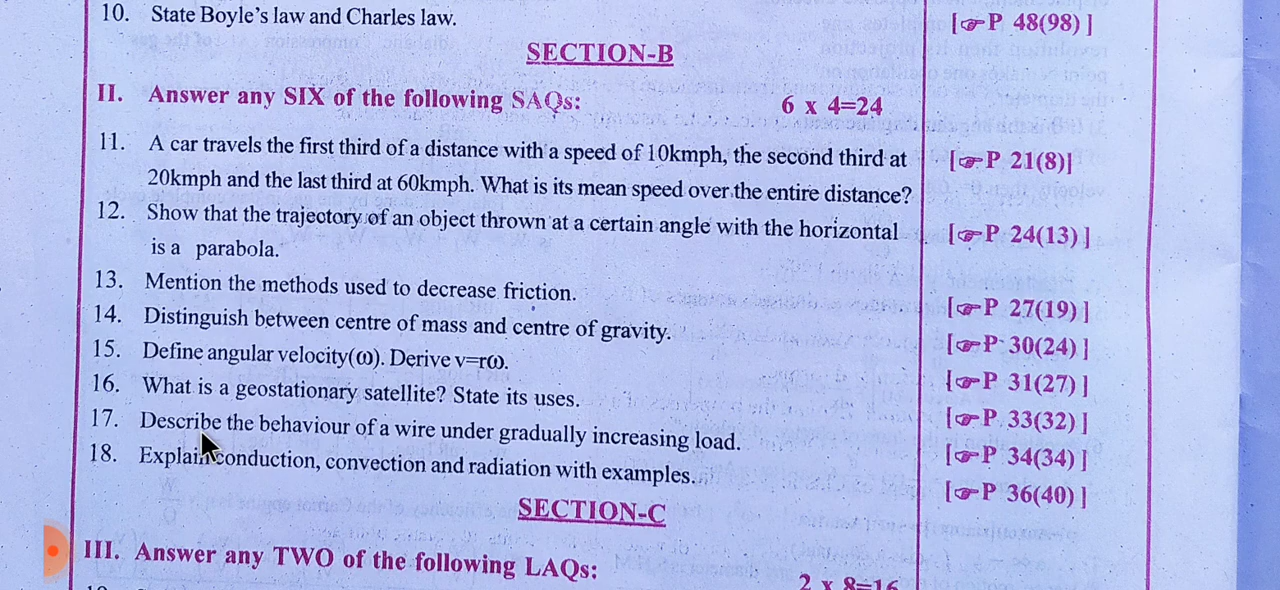 10. State Boyle's law and Charles law. [☞P 48(98)]
SECTION-B
II. Answer any SIX of the following SAQs: 6 x 4=24
11. A car travels the first third of a distance with a speed of 10kmph, the second third at [☞P 21(8)]
20kmph and the last third at 60kmph. What is its mean speed over the entire distance?
12. Show that the trajectory of an object thrown at a certain angle with the horizontal [☞P 24(13)]
is a parabola.
13. Mention the methods used to decrease friction. [☞P 27(19)]
14. Distinguish between centre of mass and centre of gravity. [☞P 30(24)]
15. Define angular velocity(ω). Derive v=rω. [☞P 31(27)]
16. What is a geostationary satellite? State its uses. [☞P 33(32)]
17. Describe the behaviour of a wire under gradually increasing load. [☞P 34(34)]
18. Explain conduction, convection and radiation with examples. [☞P 36(40)]
SECTION-C
III. Answer any TWO of the following LAQs: 2 x 8=16